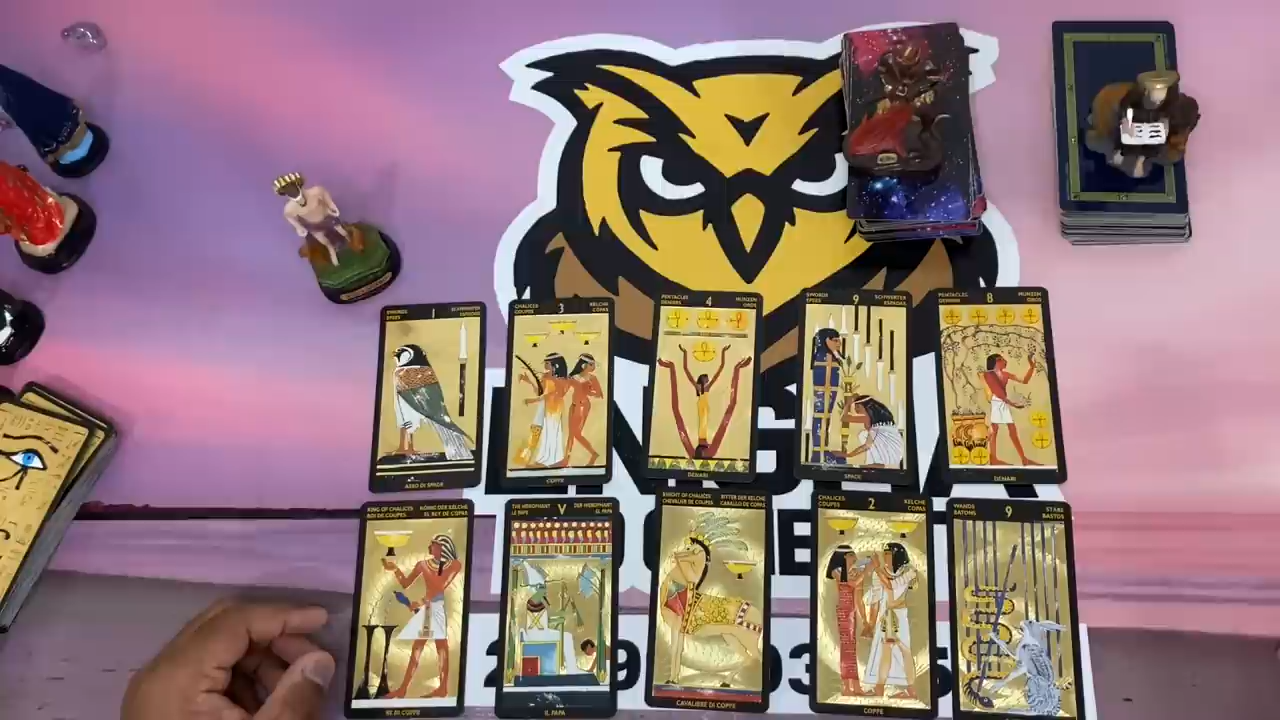 SWORDS
EPEES
1
SCHWERTER
ESPADAS
ASSO DI SPADE
CHALICES
COUPES
3
KELCHE
COPAS
COPPE
PENTACLES
DENIERS
4
MUNZEN
OROS
DENARI
SWORDS
EPEES
9
SCHWERTER
ESPADAS
SPADE
PENTACLES
DENIERS
8
MUNZEN
OROS
DENARI
KING OF CHALICES
ROI DE COUPES
KÖNIG DER KELCHE
EL REY DE COPAS
RE DI COPPE
THE HIEROPHANT
LE PAPE
V
DER HIEROPHANT
EL PAPA
IL PAPA
KNIGHT OF CHALICES
CHEVALIER DE COUPES
RITTER DER KELCHE
CABALLO DE COPAS
CAVALIERE DI COPPE
CHALICES
COUPES
2
KELCHE
COPAS
COPPE
WANDS
BATONS
9
STABE
BASTOS